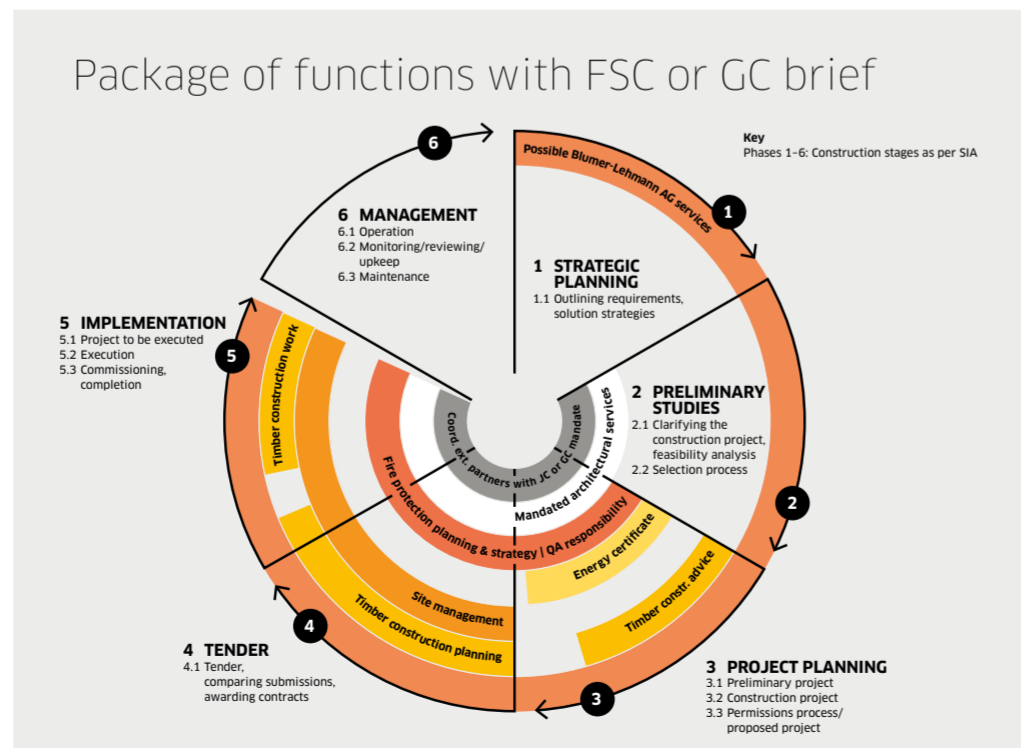 Package of functions with FSC or GC brief
Key
Phases 1–6: Construction stages as per SIA
Possible Blumer-Lehmann AG services
1
1 STRATEGIC
PLANNING
1.1 Outlining requirements,
solution strategies
2
2 PRELIMINARY
STUDIES
2.1 Clarifying the
construction project,
feasibility analysis
2.2 Selection process
3
3 PROJECT PLANNING
3.1 Preliminary project
3.2 Construction project
3.3 Permissions process/
proposed project
4
4 TENDER
4.1 Tender,
comparing submissions,
awarding contracts
5
5 IMPLEMENTATION
5.1 Project to be executed
5.2 Execution
5.3 Commissioning,
completion
6
6 MANAGEMENT
6.1 Operation
6.2 Monitoring/reviewing/
upkeep
6.3 Maintenance
Coord. ext. partners with JC or GC mandate
Mandated architectural services
Fire protection planning & strategy | QA responsibility
Energy certificate
Timber constr. advice
Site management
Timber construction planning
Timber construction work